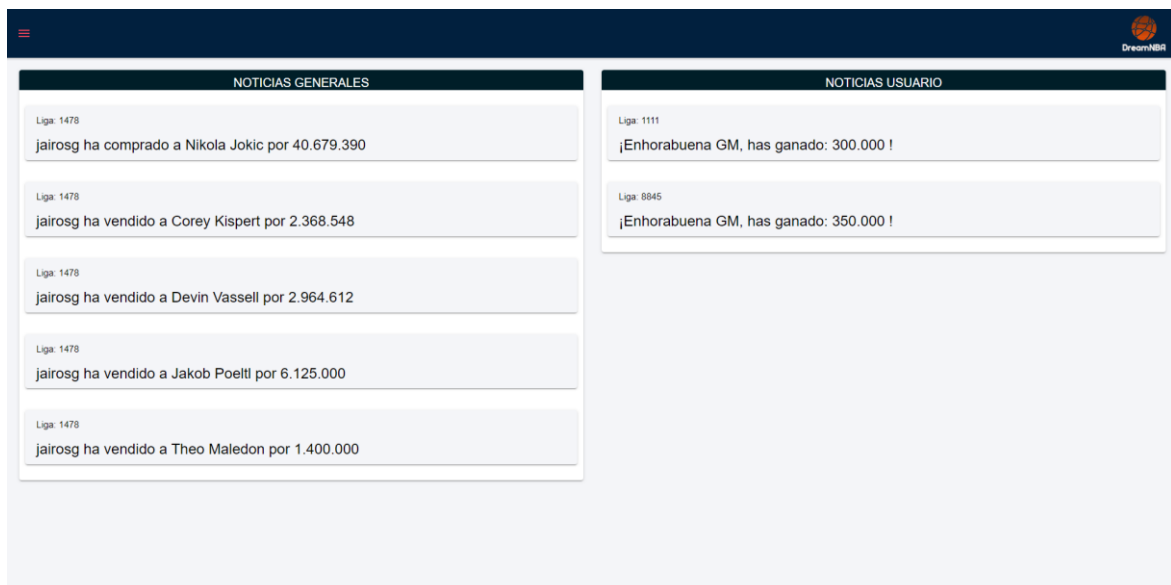 DreamNBA
NOTICIAS GENERALES
Liga: 1478
jairosg ha comprado a Nikola Jokic por 40.679.390
Liga: 1478
jairosg ha vendido a Corey Kispert por 2.368.548
Liga: 1478
jairosg ha vendido a Devin Vassell por 2.964.612
Liga: 1478
jairosg ha vendido a Jakob Poeltl por 6.125.000
Liga: 1478
jairosg ha vendido a Theo Maledon por 1.400.000
NOTICIAS USUARIO
Liga: 1111
¡Enhorabuena GM, has ganado: 300.000 !
Liga: 8845
¡Enhorabuena GM, has ganado: 350.000 !